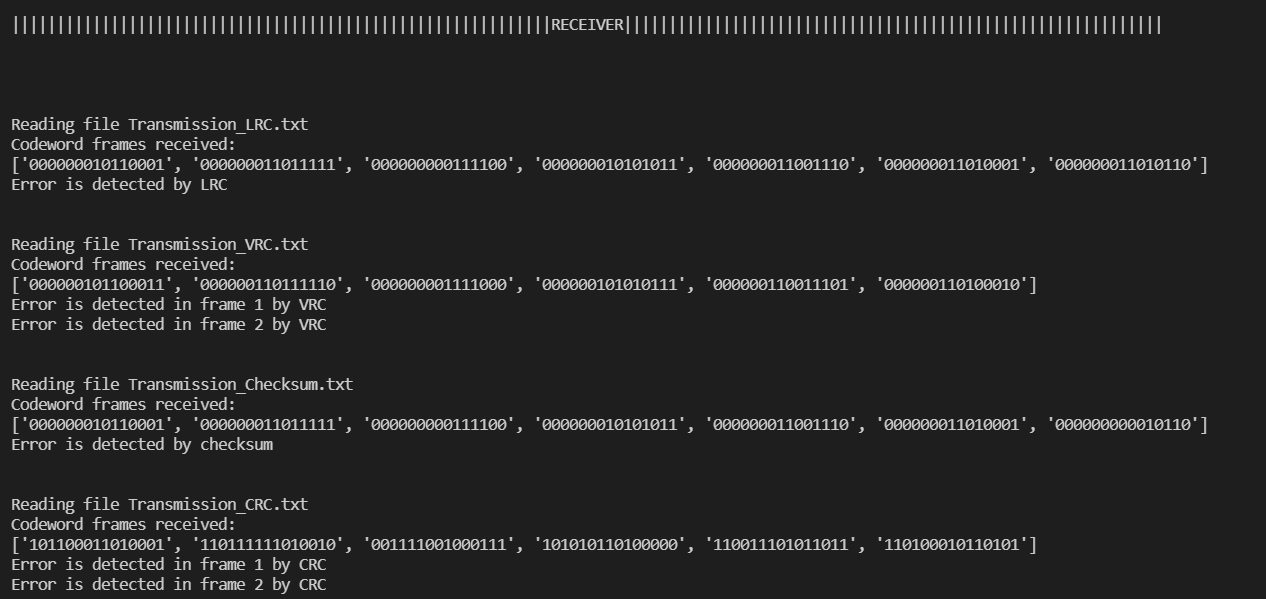 ||||||||||||||||||||||||||||||||||||||||||||||||||||||||||||RECEIVER||||||||||||||||||||||||||||||||||||||||||||||||||||||||||||
Reading file Transmission_LRC.txt
Codeword frames received:
['000000010110001', '000000011011111', '000000000111100', '000000010101011', '000000011001110', '000000011010001', '000000011010110']
Error is detected by LRC
Reading file Transmission_VRC.txt
Codeword frames received:
['000000101100011', '000000110111110', '000000001111000', '000000101010111', '000000110011101', '000000110100010']
Error is detected in frame 1 by VRC
Error is detected in frame 2 by VRC
Reading file Transmission_Checksum.txt
Codeword frames received:
['000000010110001', '000000011011111', '000000000111100', '000000010101011', '000000011001110', '000000011010001', '000000000010110']
Error is detected by checksum
Reading file Transmission_CRC.txt
Codeword frames received:
['101100011010001', '110111111010010', '001111001000111', '101010110100000', '110011101011011', '110100010110101']
Error is detected in frame 1 by CRC
Error is detected in frame 2 by CRC